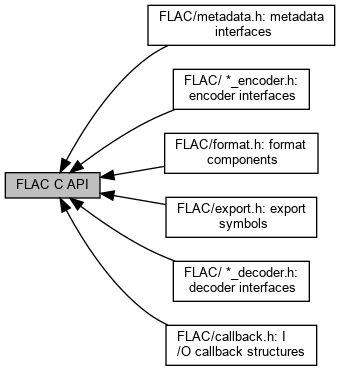 FLAC/metadata.h: metadata
interfaces
FLAC/ *_encoder.h:
encoder interfaces
FLAC/format.h: format
components
FLAC C API
FLAC/export.h: export
symbols
FLAC/ *_decoder.h:
decoder interfaces
FLAC/callback.h: I
/O callback structures